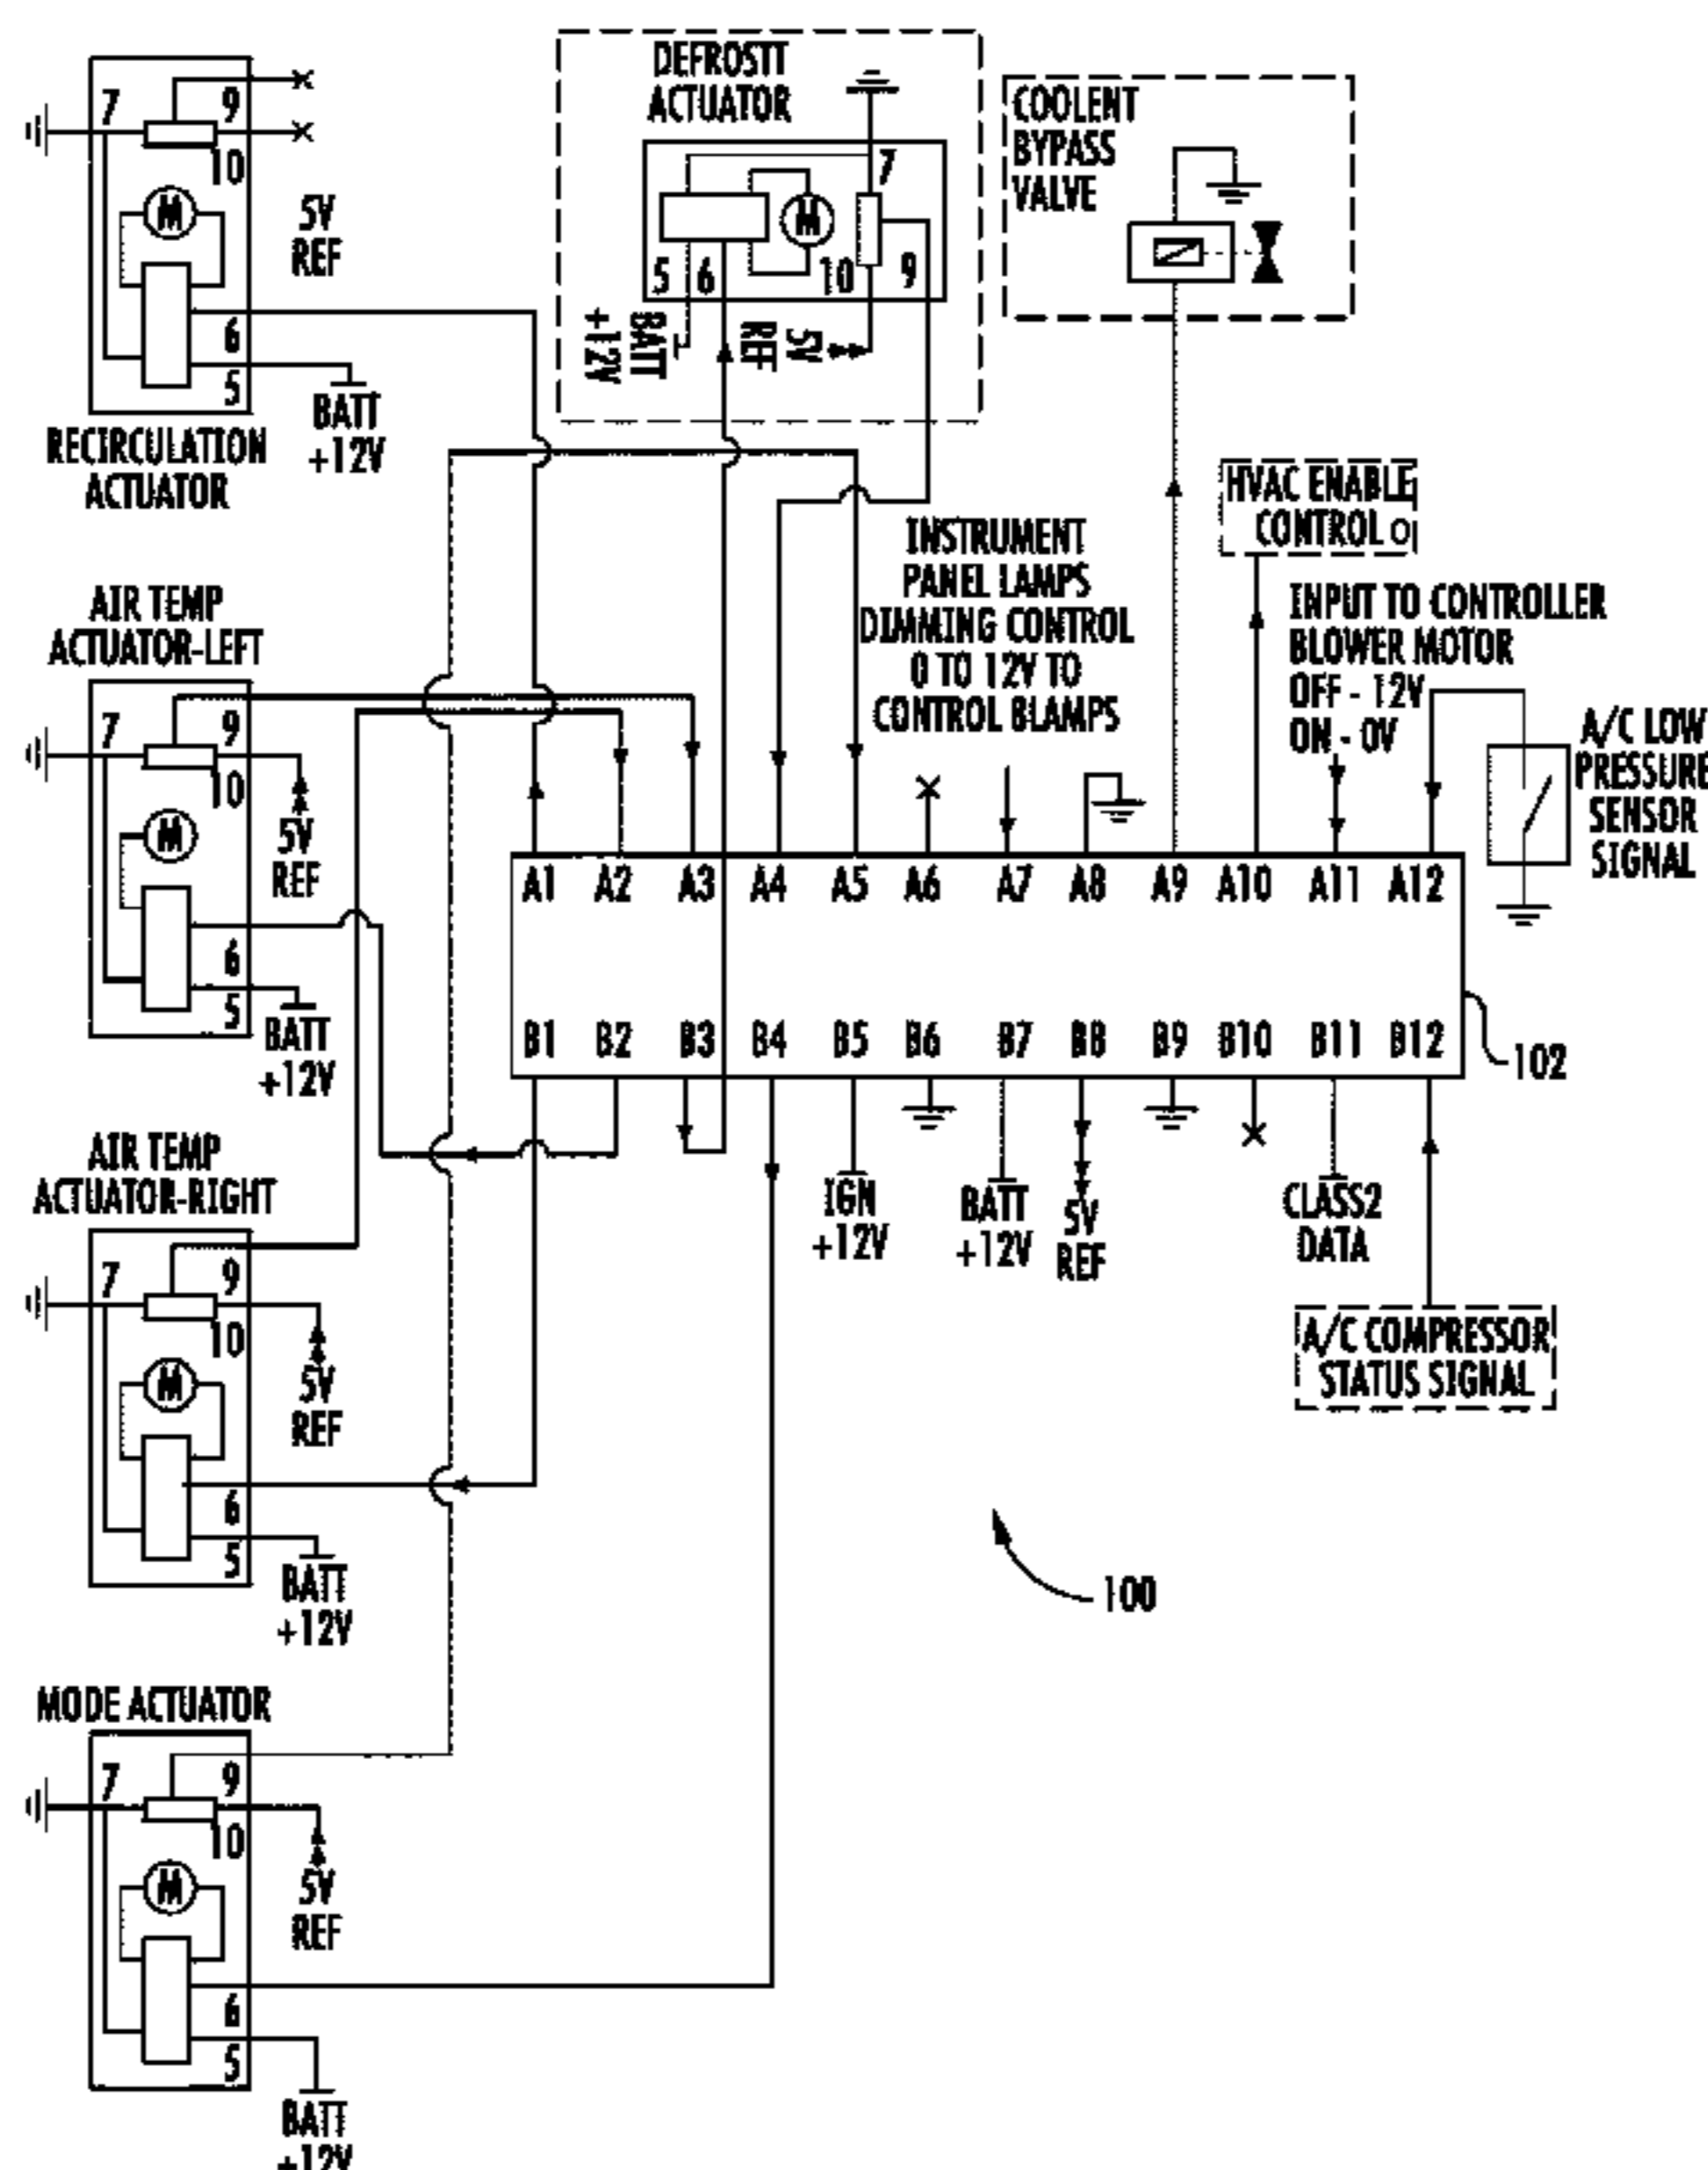 DEFROSTT
ACTUATOR
7
5
6
10
9
+12V
BATT
REF
5V
COOLENT
BYPASS
VALVE
7
9
10
M
6
5
5V
REF
BATT
+12V
RECIRCULATION
ACTUATOR
M
HVAC ENABLE
CONTROL
INSTRUMENT
PANEL LAMPS
DIMMING CONTROL
0 TO 12V TO
CONTROL 8LAMPS
INPUT TO CONTROLLER
BLOWER MOTOR
OFF - 12V
ON - 0V
A/C LOW
PRESSURE
SENSOR
SIGNAL
AIR TEMP
ACTUATOR-LEFT
7
9
10
M
6
5
5V
REF
BATT
+12V
A1 A2 A3 A4 A5 A6 A7 A8 A9 A10 A11 A12
B1 B2 B3 B4 B5 B6 B7 B8 B9 B10 B11 B12
102
IGN
+12V
BATT
+12V
5V
REF
CLASS2
DATA
A/C COMPRESSOR
STATUS SIGNAL
AIR TEMP
ACTUATOR-RIGHT
7
9
10
M
6
5
5V
REF
BATT
+12V
100
MODE ACTUATOR
7
9
10
M
6
5
5V
REF
BATT
+12V